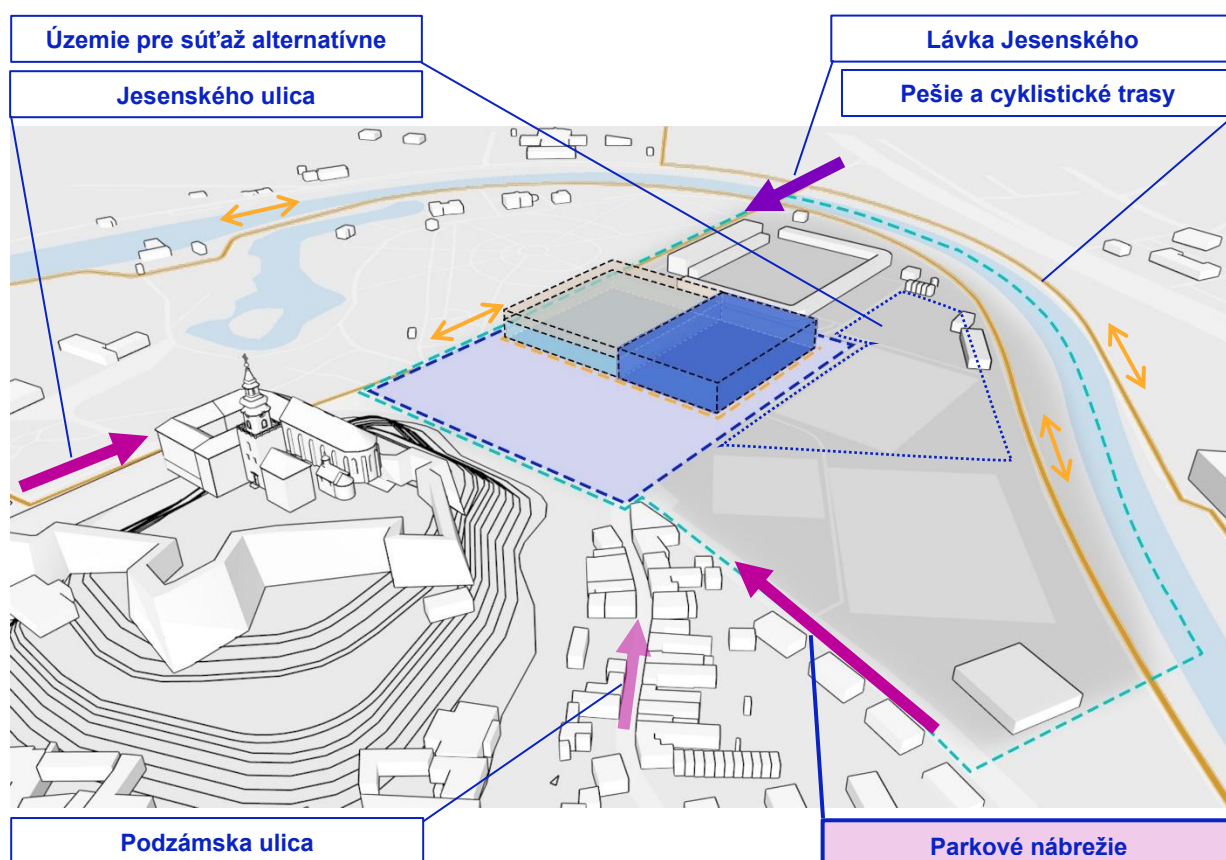 Územie pre súťaž alternatívne
Lávka Jesenského
Jesenského ulica
Pešie a cyklistické trasy
Podzámska ulica
Parkové nábrežie